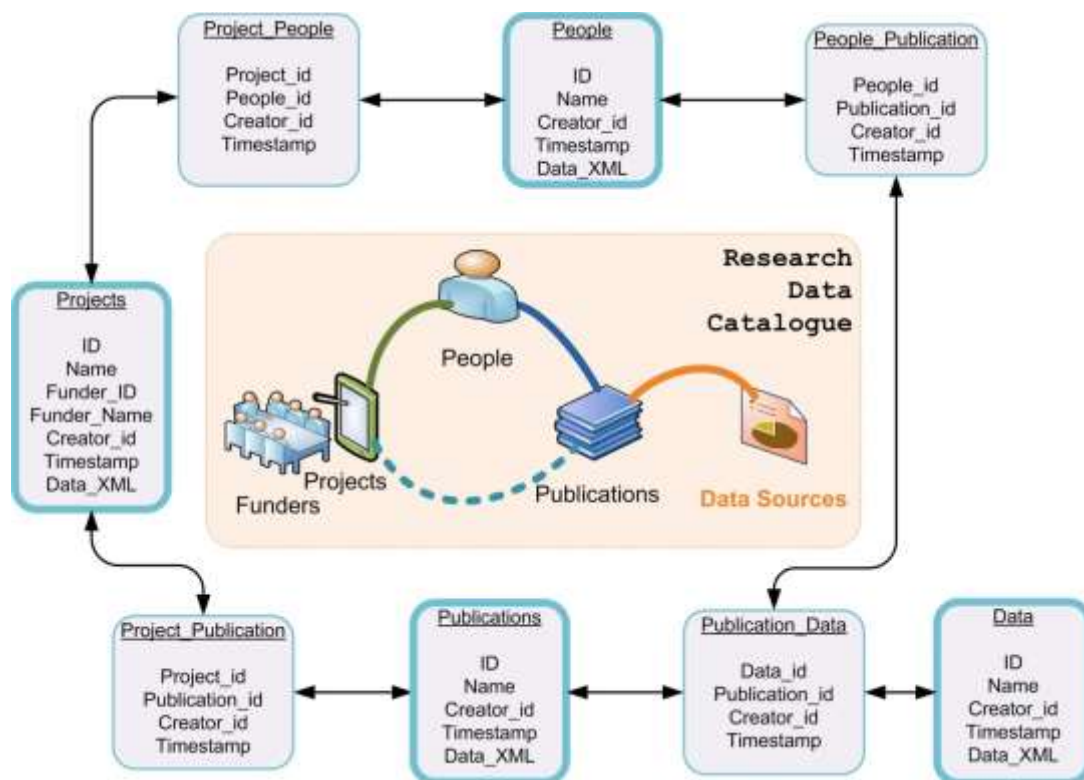 Project_People
Project_id
People_id
Creator_id
Timestamp
People
ID
Name
Creator_id
Timestamp
Data_XML
People_Publication
People_id
Publication_id
Creator_id
Timestamp
Projects
ID
Name
Funder_ID
Funder_Name
Creator_id
Timestamp
Data_XML
Research
Data
Catalogue
People
Projects
Funders
Publications
Data Sources
Project_Publication
Project_id
Publication_id
Creator_id
Timestamp
Publications
ID
Name
Creator_id
Timestamp
Data_XML
Publication_Data
Data_id
Publication_id
Creator_id
Timestamp
Data
ID
Name
Creator_id
Timestamp
Data_XML